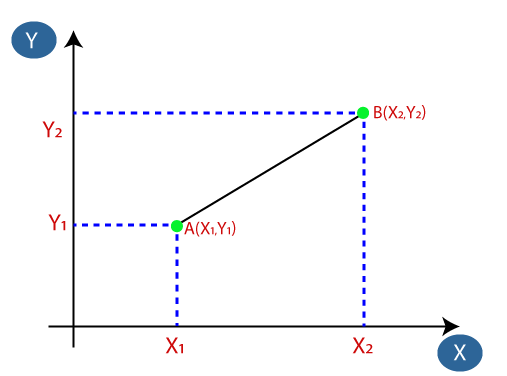 Y
Y₂
B(X₂,Y₂)
Y₁
A(X₁,Y₁)
X₁
X₂
X